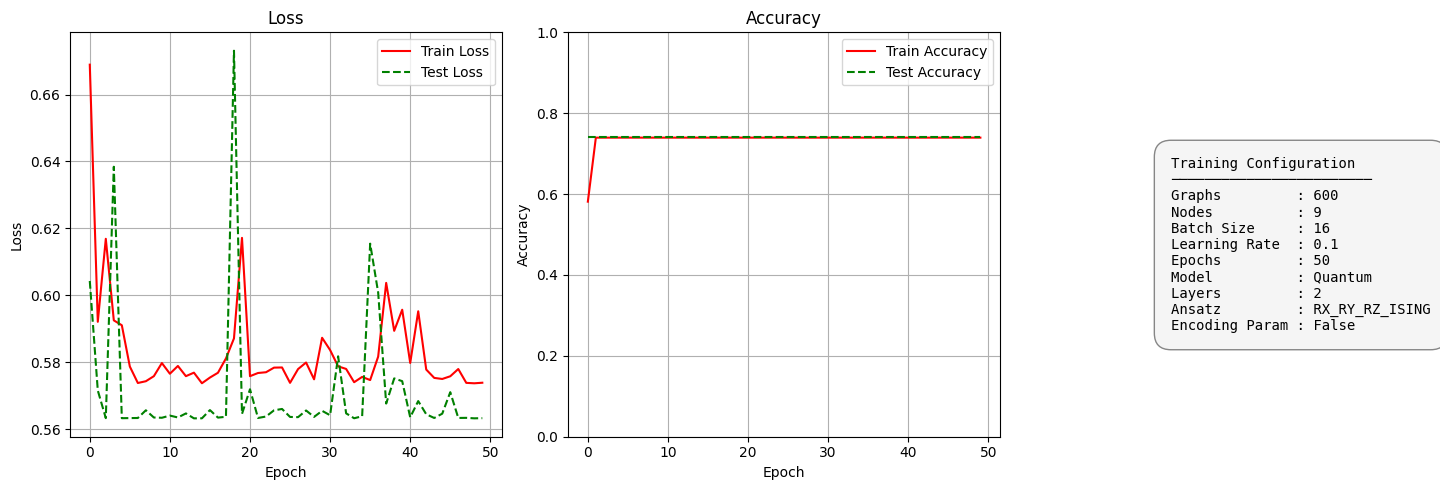 Loss
Train Loss
Test Loss
0.66
0.64
0.62
0.60
0.58
0.56
Loss
0
10
20
30
40
50
Epoch
Accuracy
Train Accuracy
Test Accuracy
1.0
0.8
0.6
0.4
0.2
0.0
Accuracy
0
10
20
30
40
50
Epoch
Training Configuration
Graphs : 600
Nodes : 9
Batch Size : 16
Learning Rate : 0.1
Epochs : 50
Model : Quantum
Layers : 2
Ansatz : RX_RY_RZ_ISING
Encoding Param : False